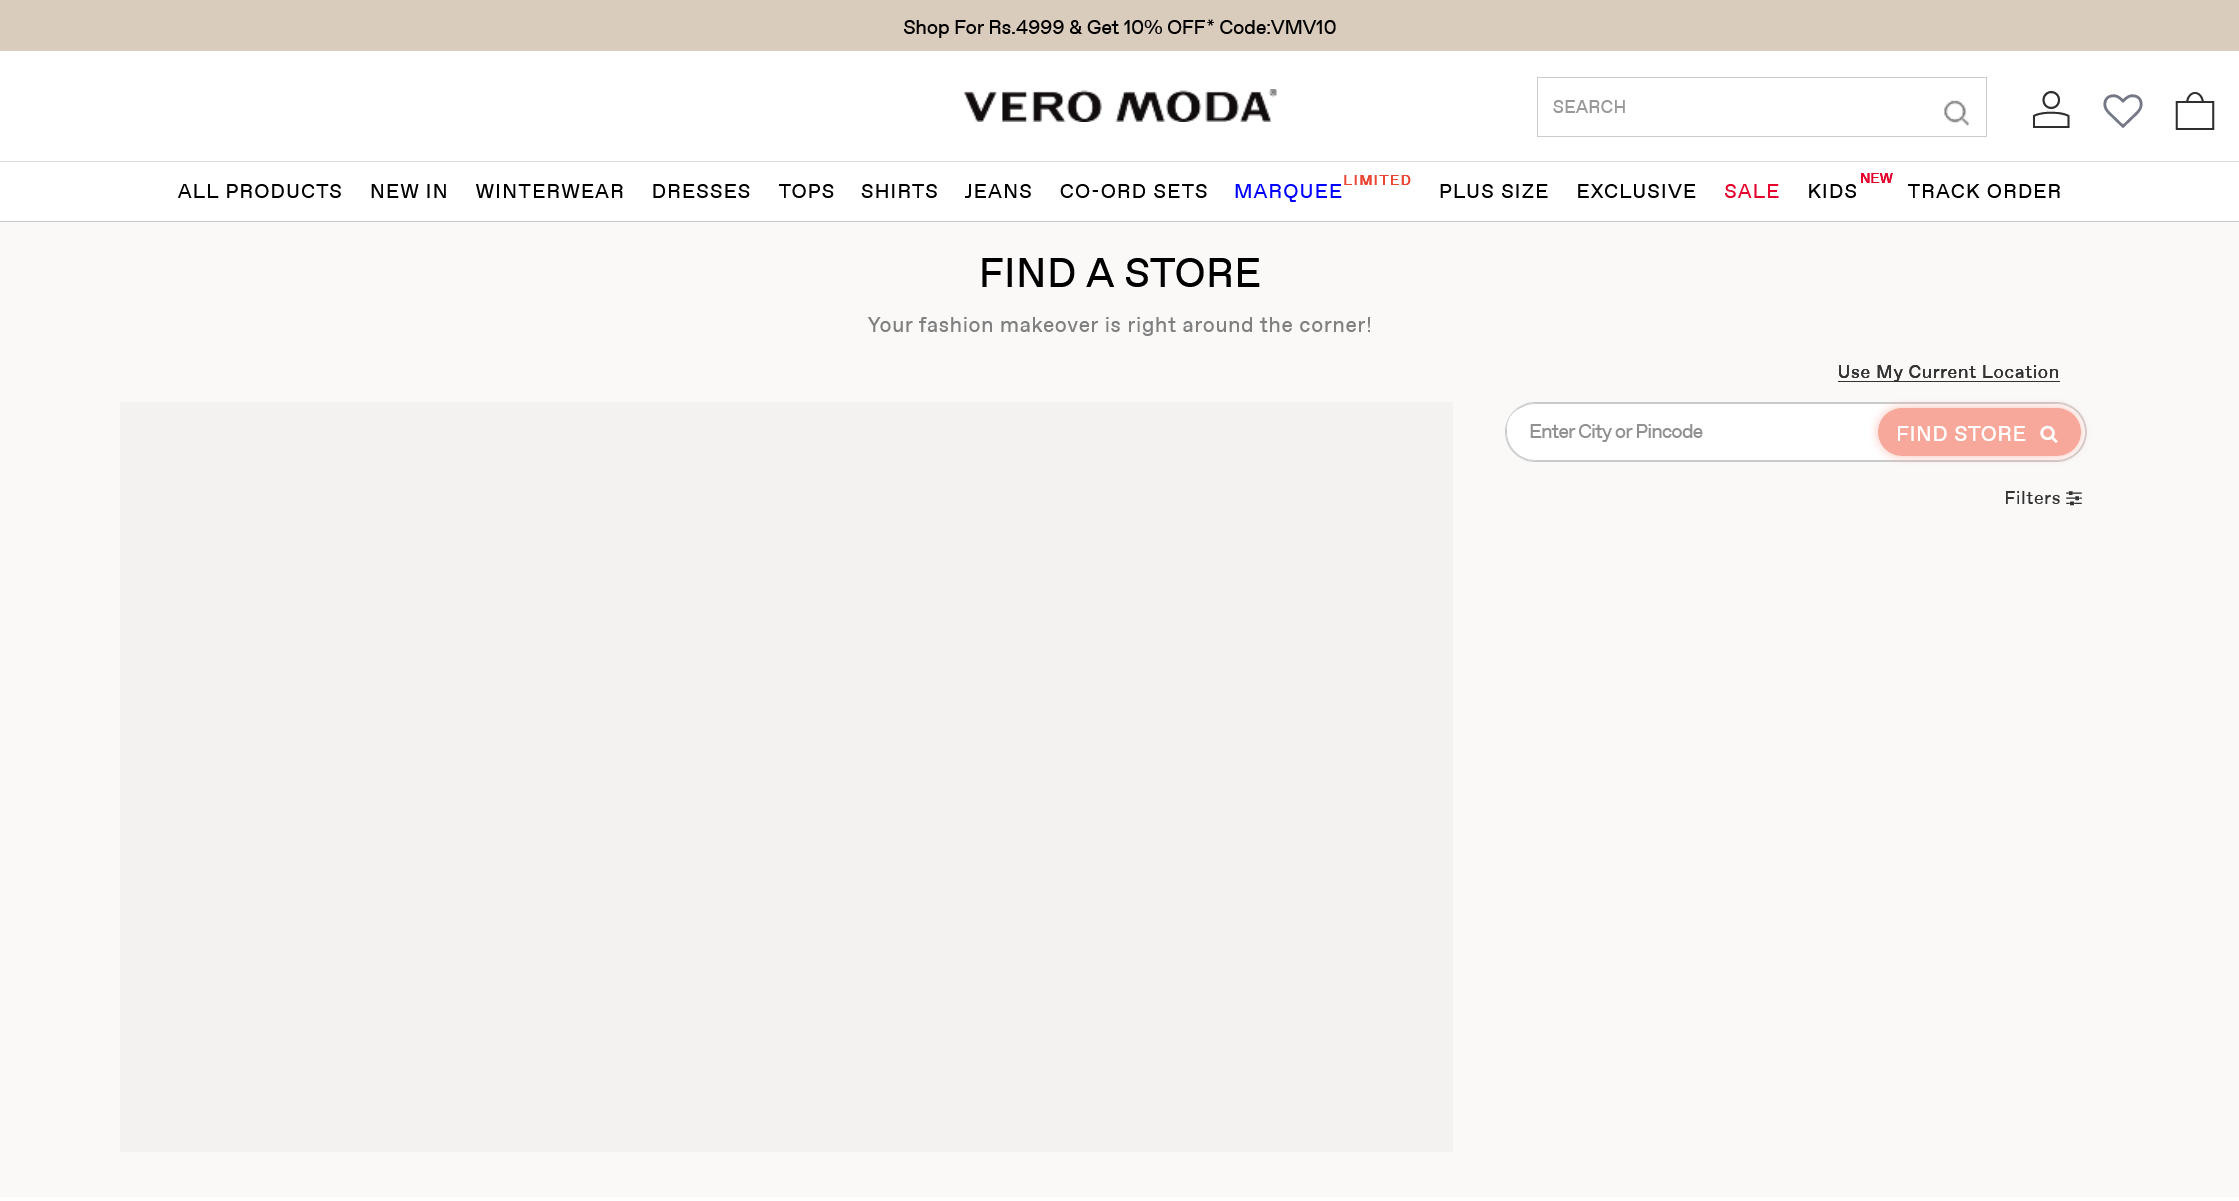 Shop For Rs.4999 & Get 10% OFF* Code:VMV10
VERO MODA®
SEARCH
ALL PRODUCTS NEW IN WINTERWEAR DRESSES TOPS SHIRTS JEANS CO-ORD SETS MARQUEE LIMITED PLUS SIZE EXCLUSIVE SALE KIDS NEW TRACK ORDER
FIND A STORE
Your fashion makeover is right around the corner!
Use My Current Location
Enter City or Pincode FIND STORE
Filters